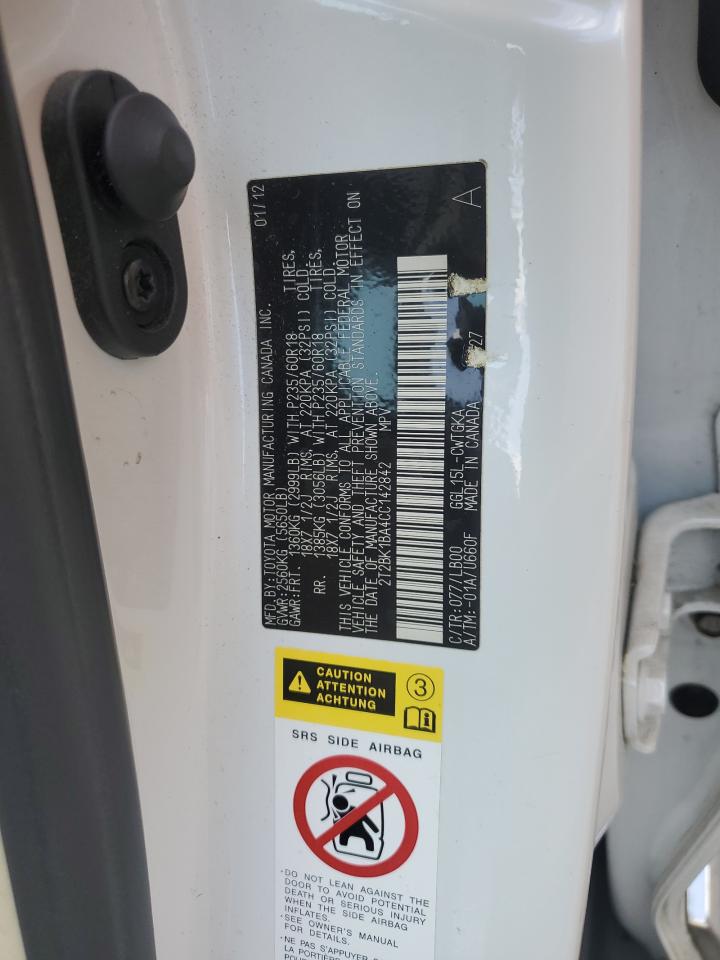 MFD.BY:TOYOTA MOTOR MANUFACTURING CANADA INC. 01/12
GVWR:2560KG (5650LB)
GAWR:FRT. 1360KG (2999LB) WITH P235/60R18 TIRES,
18X7 1/2J RIMS, AT 220KPA (32PSI) COLD.
RR. 1385KG (3056LB) WITH P235/60R18 TIRES,
18X7 1/2J RIMS, AT 220KPA (32PSI) COLD.
THIS VEHICLE CONFORMS TO ALL APPLICABLE FEDERAL MOTOR
VEHICLE SAFETY AND THEFT PREVENTION STANDARDS IN EFFECT ON
THE DATE OF MANUFACTURE SHOWN ABOVE.
2T2BK1BA4CC142842 MPV
C/TR:077/LB00 GGL15L-CWTGKA
A/TM:-01A/U660F MADE IN CANADA 27
A
CAUTION
ATTENTION
ACHTUNG
3
SRS SIDE AIRBAG
·DO NOT LEAN AGAINST THE
DOOR TO AVOID POTENTIAL
DEATH OR SERIOUS INJURY
WHEN THE SIDE AIRBAG
INFLATES.
·SEE OWNER'S MANUAL
FOR DETAILS.
·NE PAS S'APPUYER
LA PORTIÈRE